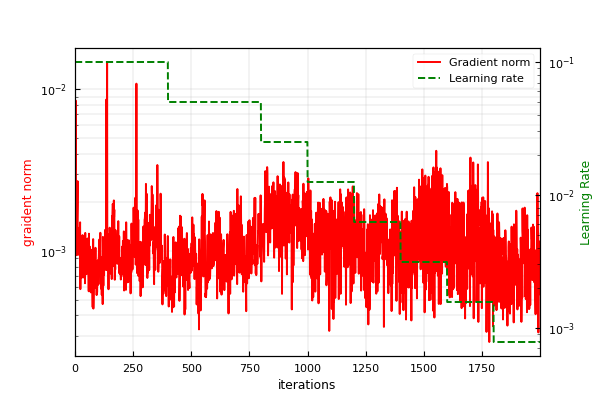 Gradient norm
Learning rate
10⁻²
10⁻³
graident norm
10⁻¹
10⁻²
10⁻³
Learning Rate
0 250 500 750 1000 1250 1500 1750
iterations